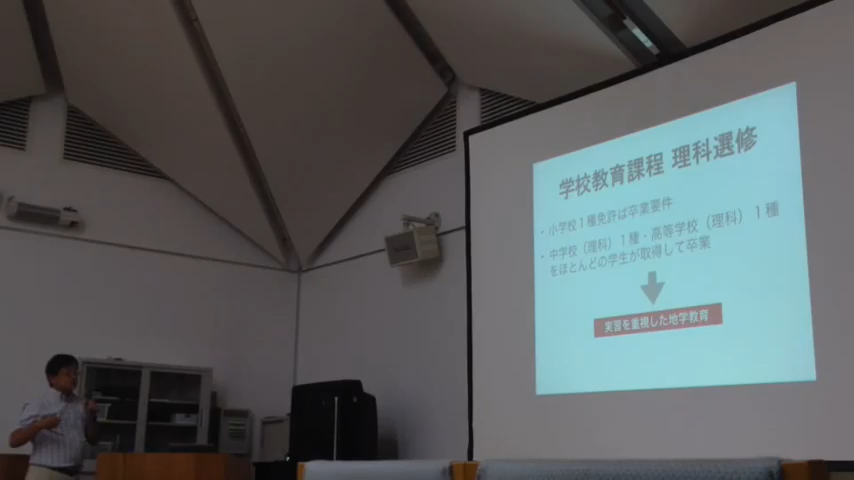 学校教育課程 理科選修
・小学校1種免許は卒業要件
・中学校（理科）1種・高等学校（理科）1種
をほとんどの学生が取得して卒業
実習を重視した地学教育